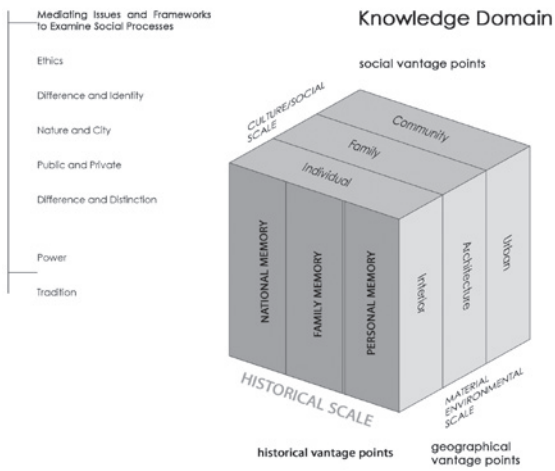 Mediating Issues and Frameworks
to Examine Social Processes
Ethics
Difference and Identity
Nature and City
Public and Private
Difference and Distinction
Power
Tradition
Knowledge Domain
social vantage points
CULTURE/SOCIAL
SCALE
Community
Family
Individual
NATIONAL MEMORY
FAMILY MEMORY
PERSONAL MEMORY
Interior
Architecture
Urban
HISTORICAL SCALE
MATERIAL
ENVIRONMENTAL
SCALE
historical vantage points
geographical
vantage points